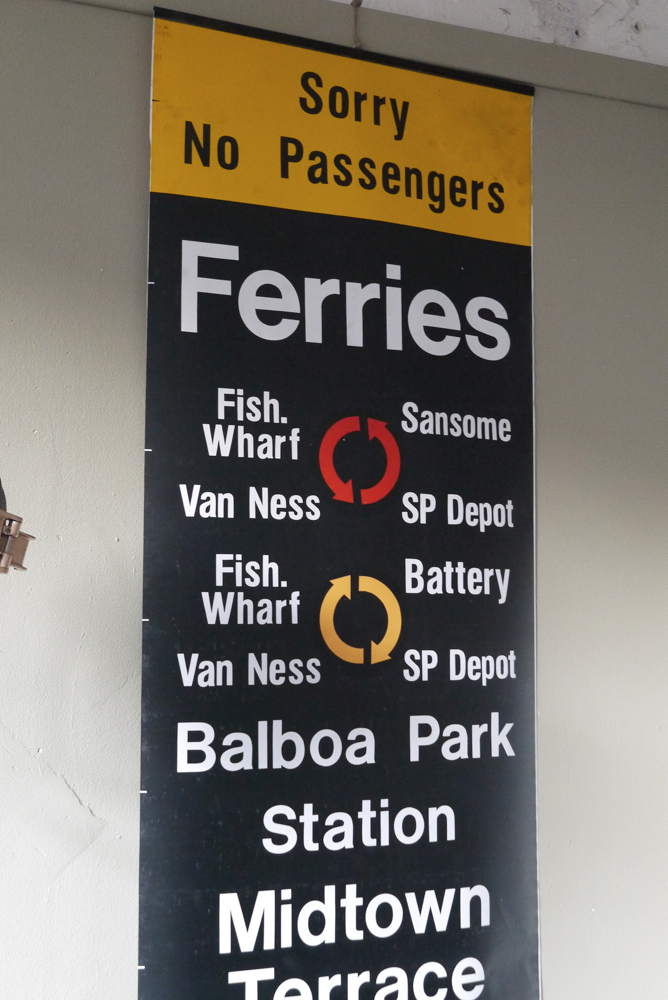 Sorry
No Passengers
Ferries
Fish.
Wharf
Sansome
Van Ness
SP Depot
Fish.
Wharf
Battery
Van Ness
SP Depot
Balboa Park
Station
Midtown
Terrace